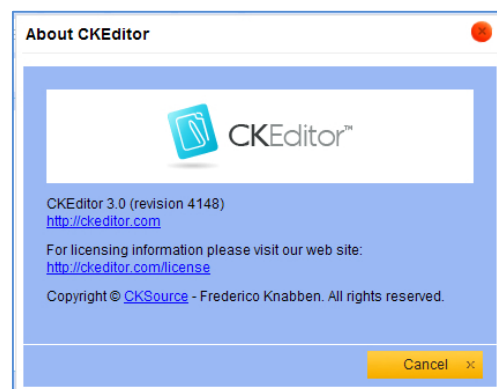 About CKEditor
CKEditor™
CKEditor 3.0 (revision 4148)
http://ckeditor.com
For licensing information please visit our web site:
http://ckeditor.com/license
Copyright © CKSource - Frederico Knabben. All rights reserved.
Cancel